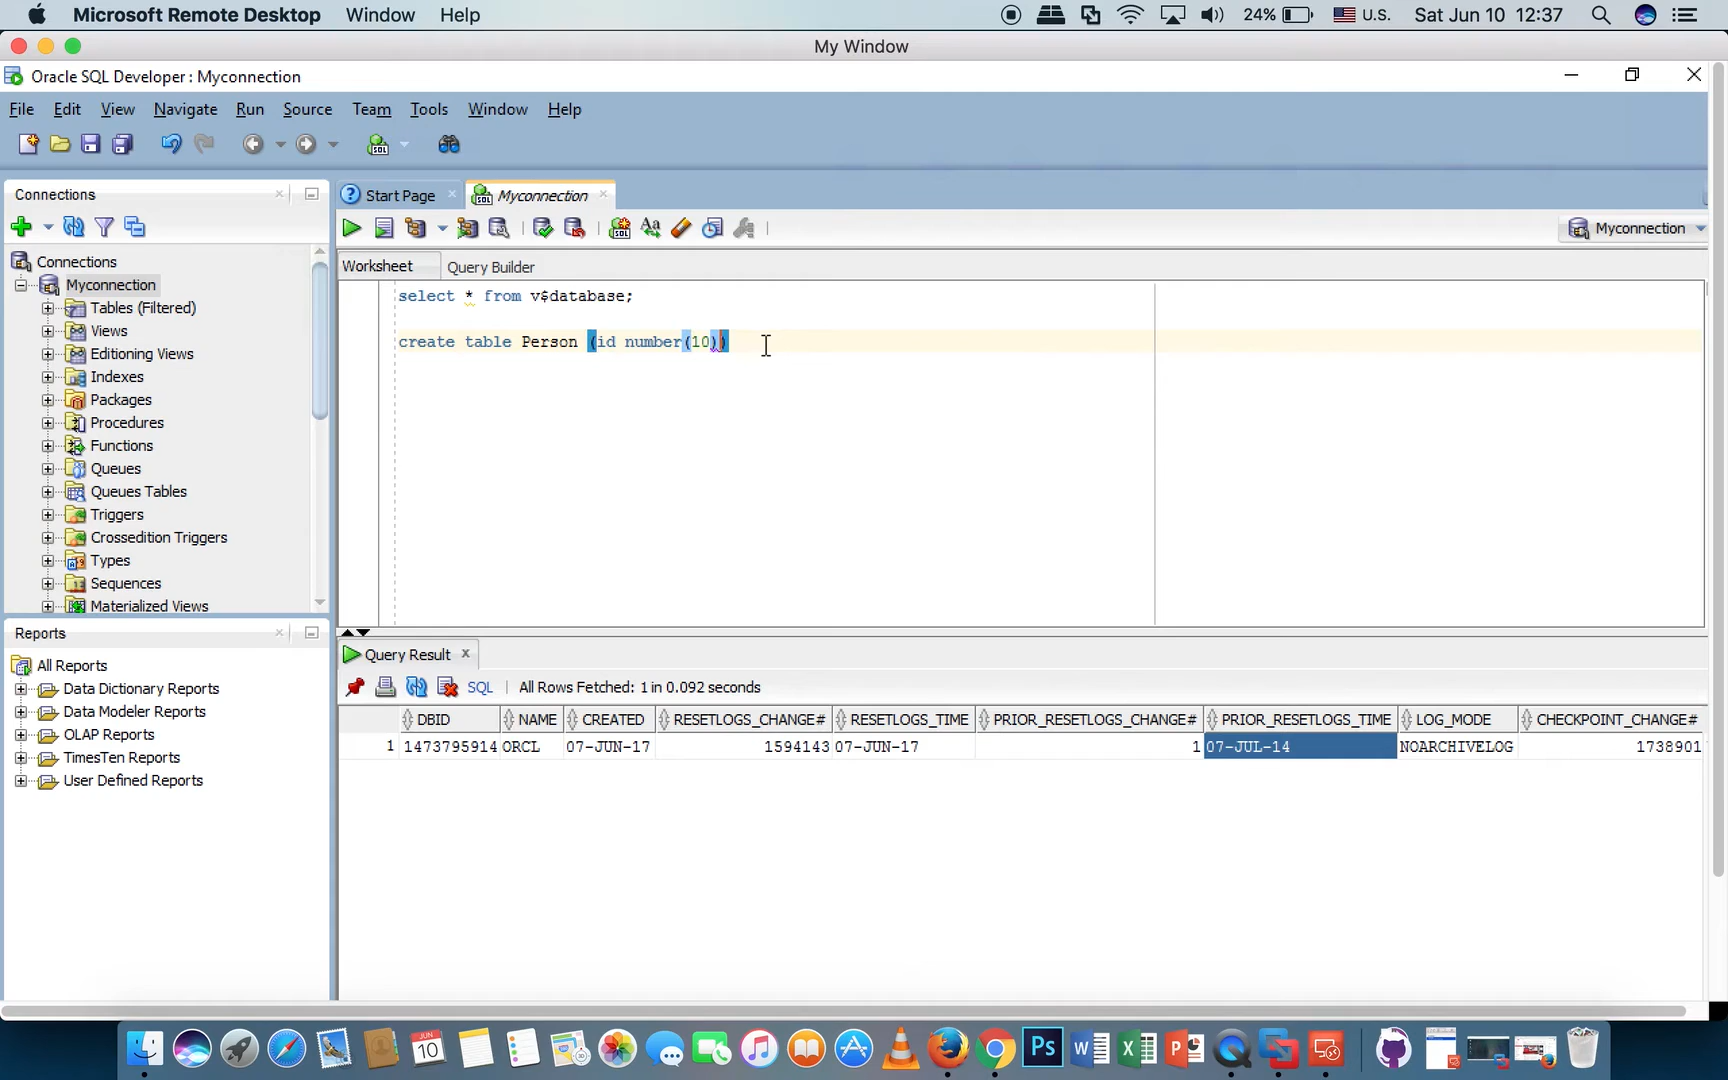 Microsoft Remote Desktop Window Help 24% U.S. Sat Jun 10 12:37
My Window
Oracle SQL Developer : Myconnection
File Edit View Navigate Run Source Team Tools Window Help
Connections
Start Page
Myconnection
Myconnection
Worksheet
Query Builder
Connections
Myconnection
Tables (Filtered)
Views
Editioning Views
Indexes
Packages
Procedures
Functions
Queues
Queues Tables
Triggers
Crossedition Triggers
Types
Sequences
Materialized Views
select * from v$database;
create table Person (id number(10))
Reports
All Reports
Data Dictionary Reports
Data Modeler Reports
OLAP Reports
TimesTen Reports
User Defined Reports
Query Result
SQL
All Rows Fetched: 1 in 0.092 seconds
DBID NAME CREATED RESETLOGS_CHANGE# RESETLOGS_TIME PRIOR_RESETLOGS_CHANGE# PRIOR_RESETLOGS_TIME LOG_MODE CHECKPOINT_CHANGE#
1 1473795914 ORCL 07-JUN-17 1594143 07-JUN-17 1 07-JUL-14 NOARCHIVELOG 1738901
JUN
10
Ps